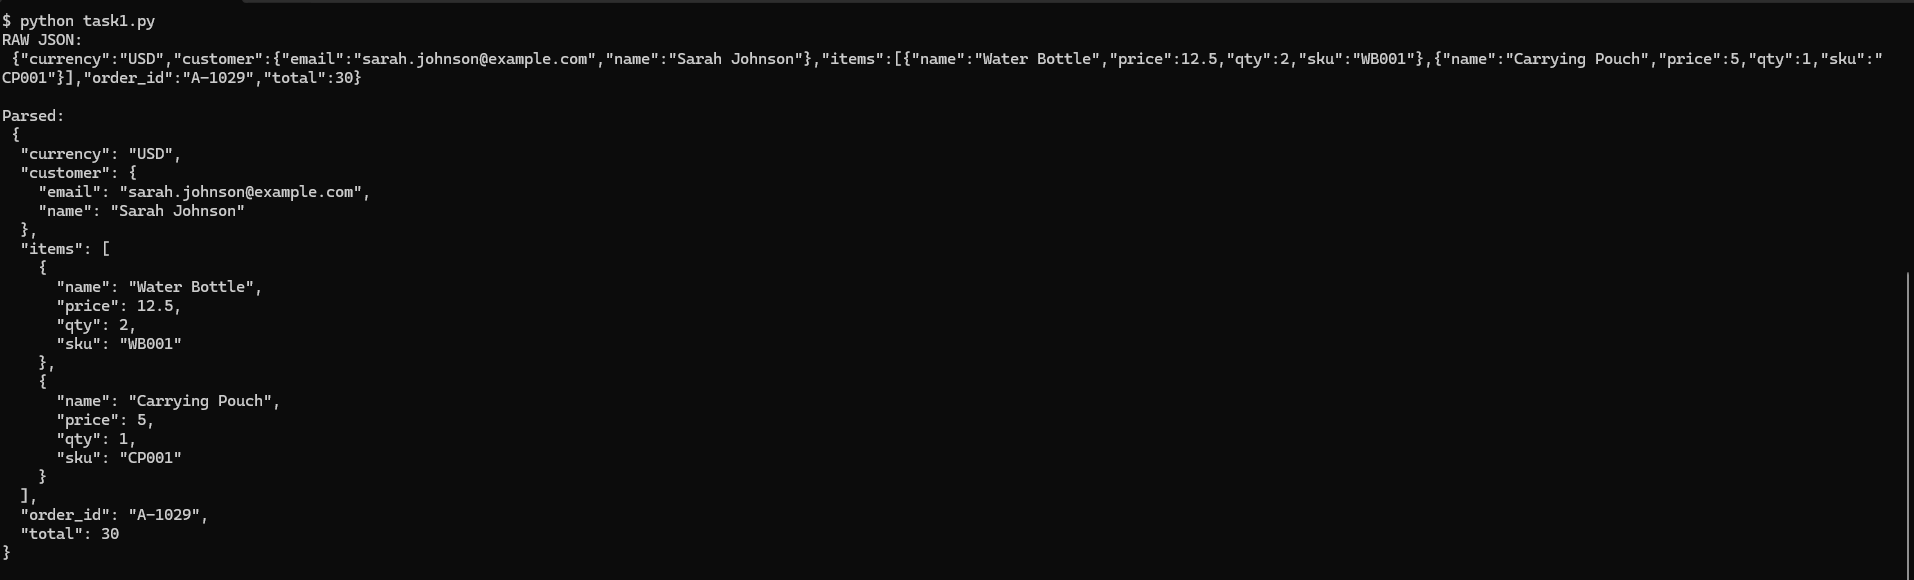 $ python task1.py
RAW JSON:
 {"currency":"USD","customer":{"email":"sarah.johnson@example.com","name":"Sarah Johnson"},"items":[{"name":"Water Bottle","price":12.5,"qty":2,"sku":"WB001"},{"name":"Carrying Pouch","price":5,"qty":1,"sku":"
CP001"}],"order_id":"A-1029","total":30}

Parsed:
 {
  "currency": "USD",
  "customer": {
    "email": "sarah.johnson@example.com",
    "name": "Sarah Johnson"
  },
  "items": [
    {
      "name": "Water Bottle",
      "price": 12.5,
      "qty": 2,
      "sku": "WB001"
    },
    {
      "name": "Carrying Pouch",
      "price": 5,
      "qty": 1,
      "sku": "CP001"
    }
  ],
  "order_id": "A-1029",
  "total": 30
}